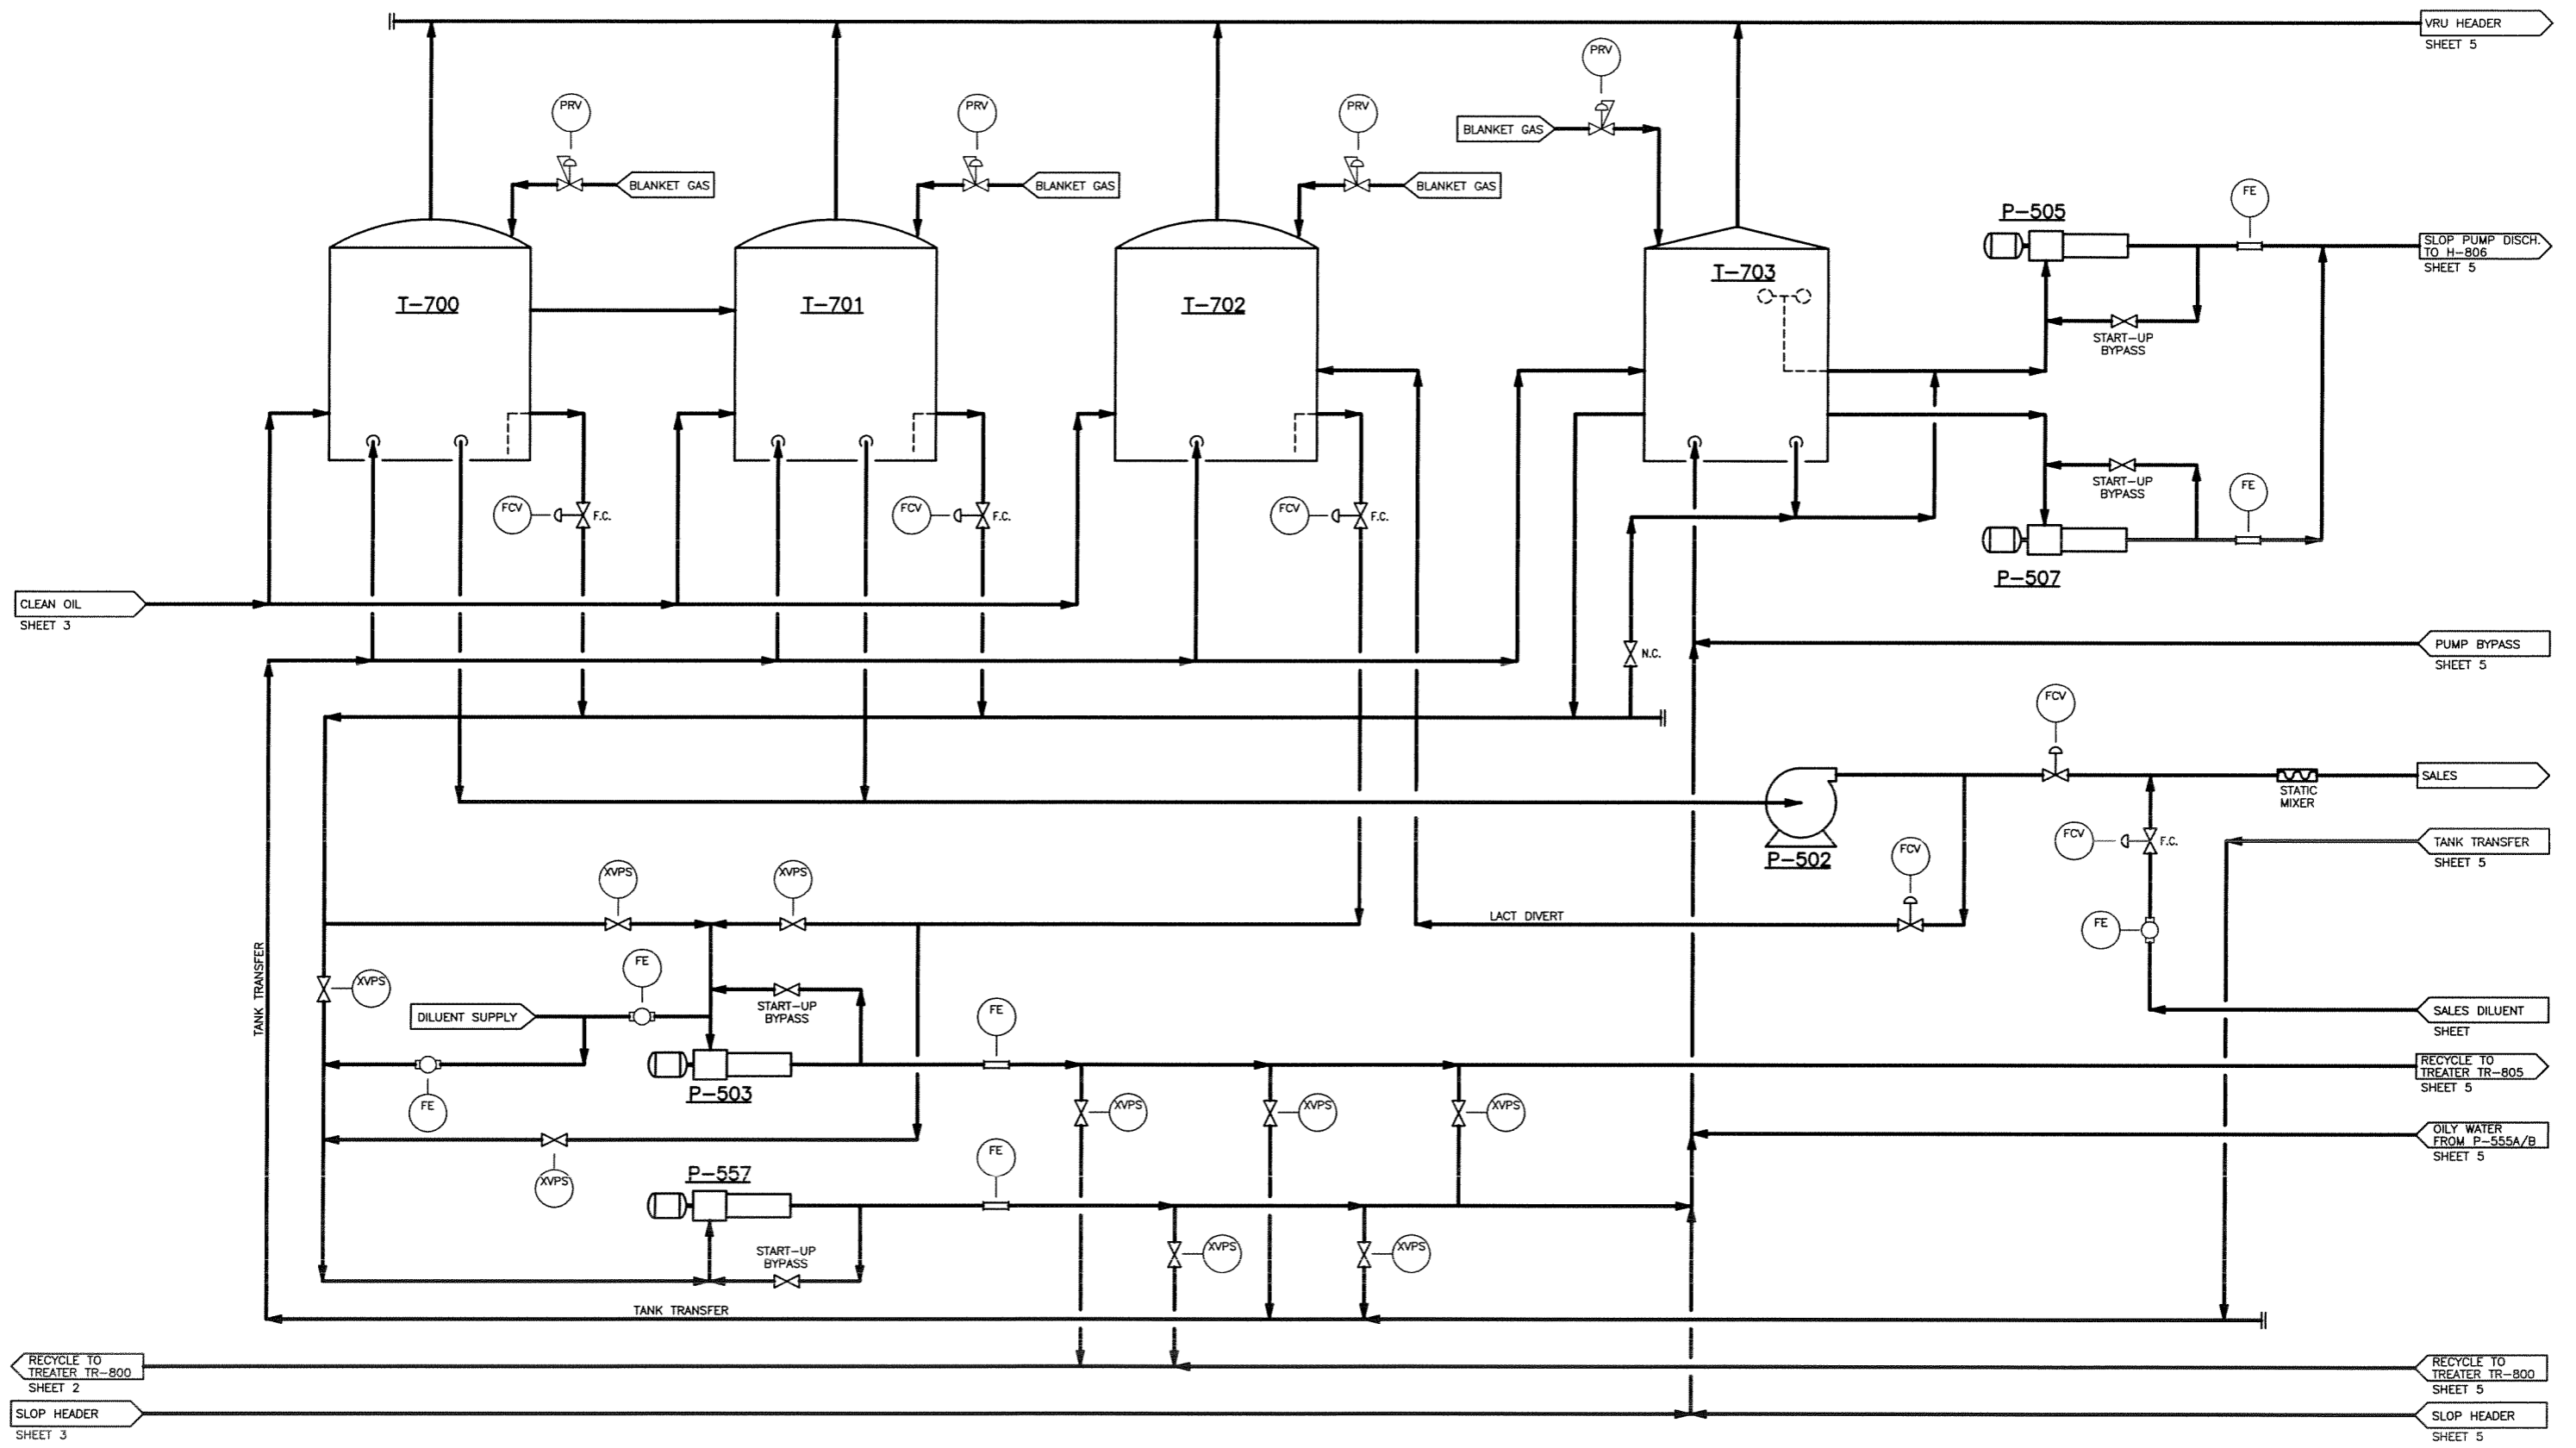 VRU HEADER
SHEET 5
PRV
PRV
PRV
PRV
BLANKET GAS
BLANKET GAS
BLANKET GAS
BLANKET GAS
P-505
FE
SLOP PUMP DISCH.
TO H-806
SHEET 5
T-700
T-701
T-702
T-703
START-UP
BYPASS
START-UP
BYPASS
FE
FCV
F.C.
FCV
F.C.
FCV
F.C.
P-507
CLEAN OIL
SHEET 3
N.C.
PUMP BYPASS
SHEET 5
FCV
SALES
STATIC
MIXER
P-502
FCV
FCV
F.C.
TANK TRANSFER
SHEET 5
XVPS
XVPS
LACT DIVERT
FE
TANK TRANSFER
XVPS
FE
DILUENT SUPPLY
START-UP
BYPASS
FE
SALES DILUENT
SHEET
RECYCLE TO
TREATER TR-805
SHEET 5
P-503
FE
XVPS
XVPS
XVPS
OILY WATER
FROM P-555A/B
SHEET 5
XVPS
P-557
FE
START-UP
BYPASS
XVPS
XVPS
TANK TRANSFER
RECYCLE TO
TREATER TR-800
SHEET 2
RECYCLE TO
TREATER TR-800
SHEET 5
SLOP HEADER
SHEET 3
SLOP HEADER
SHEET 5